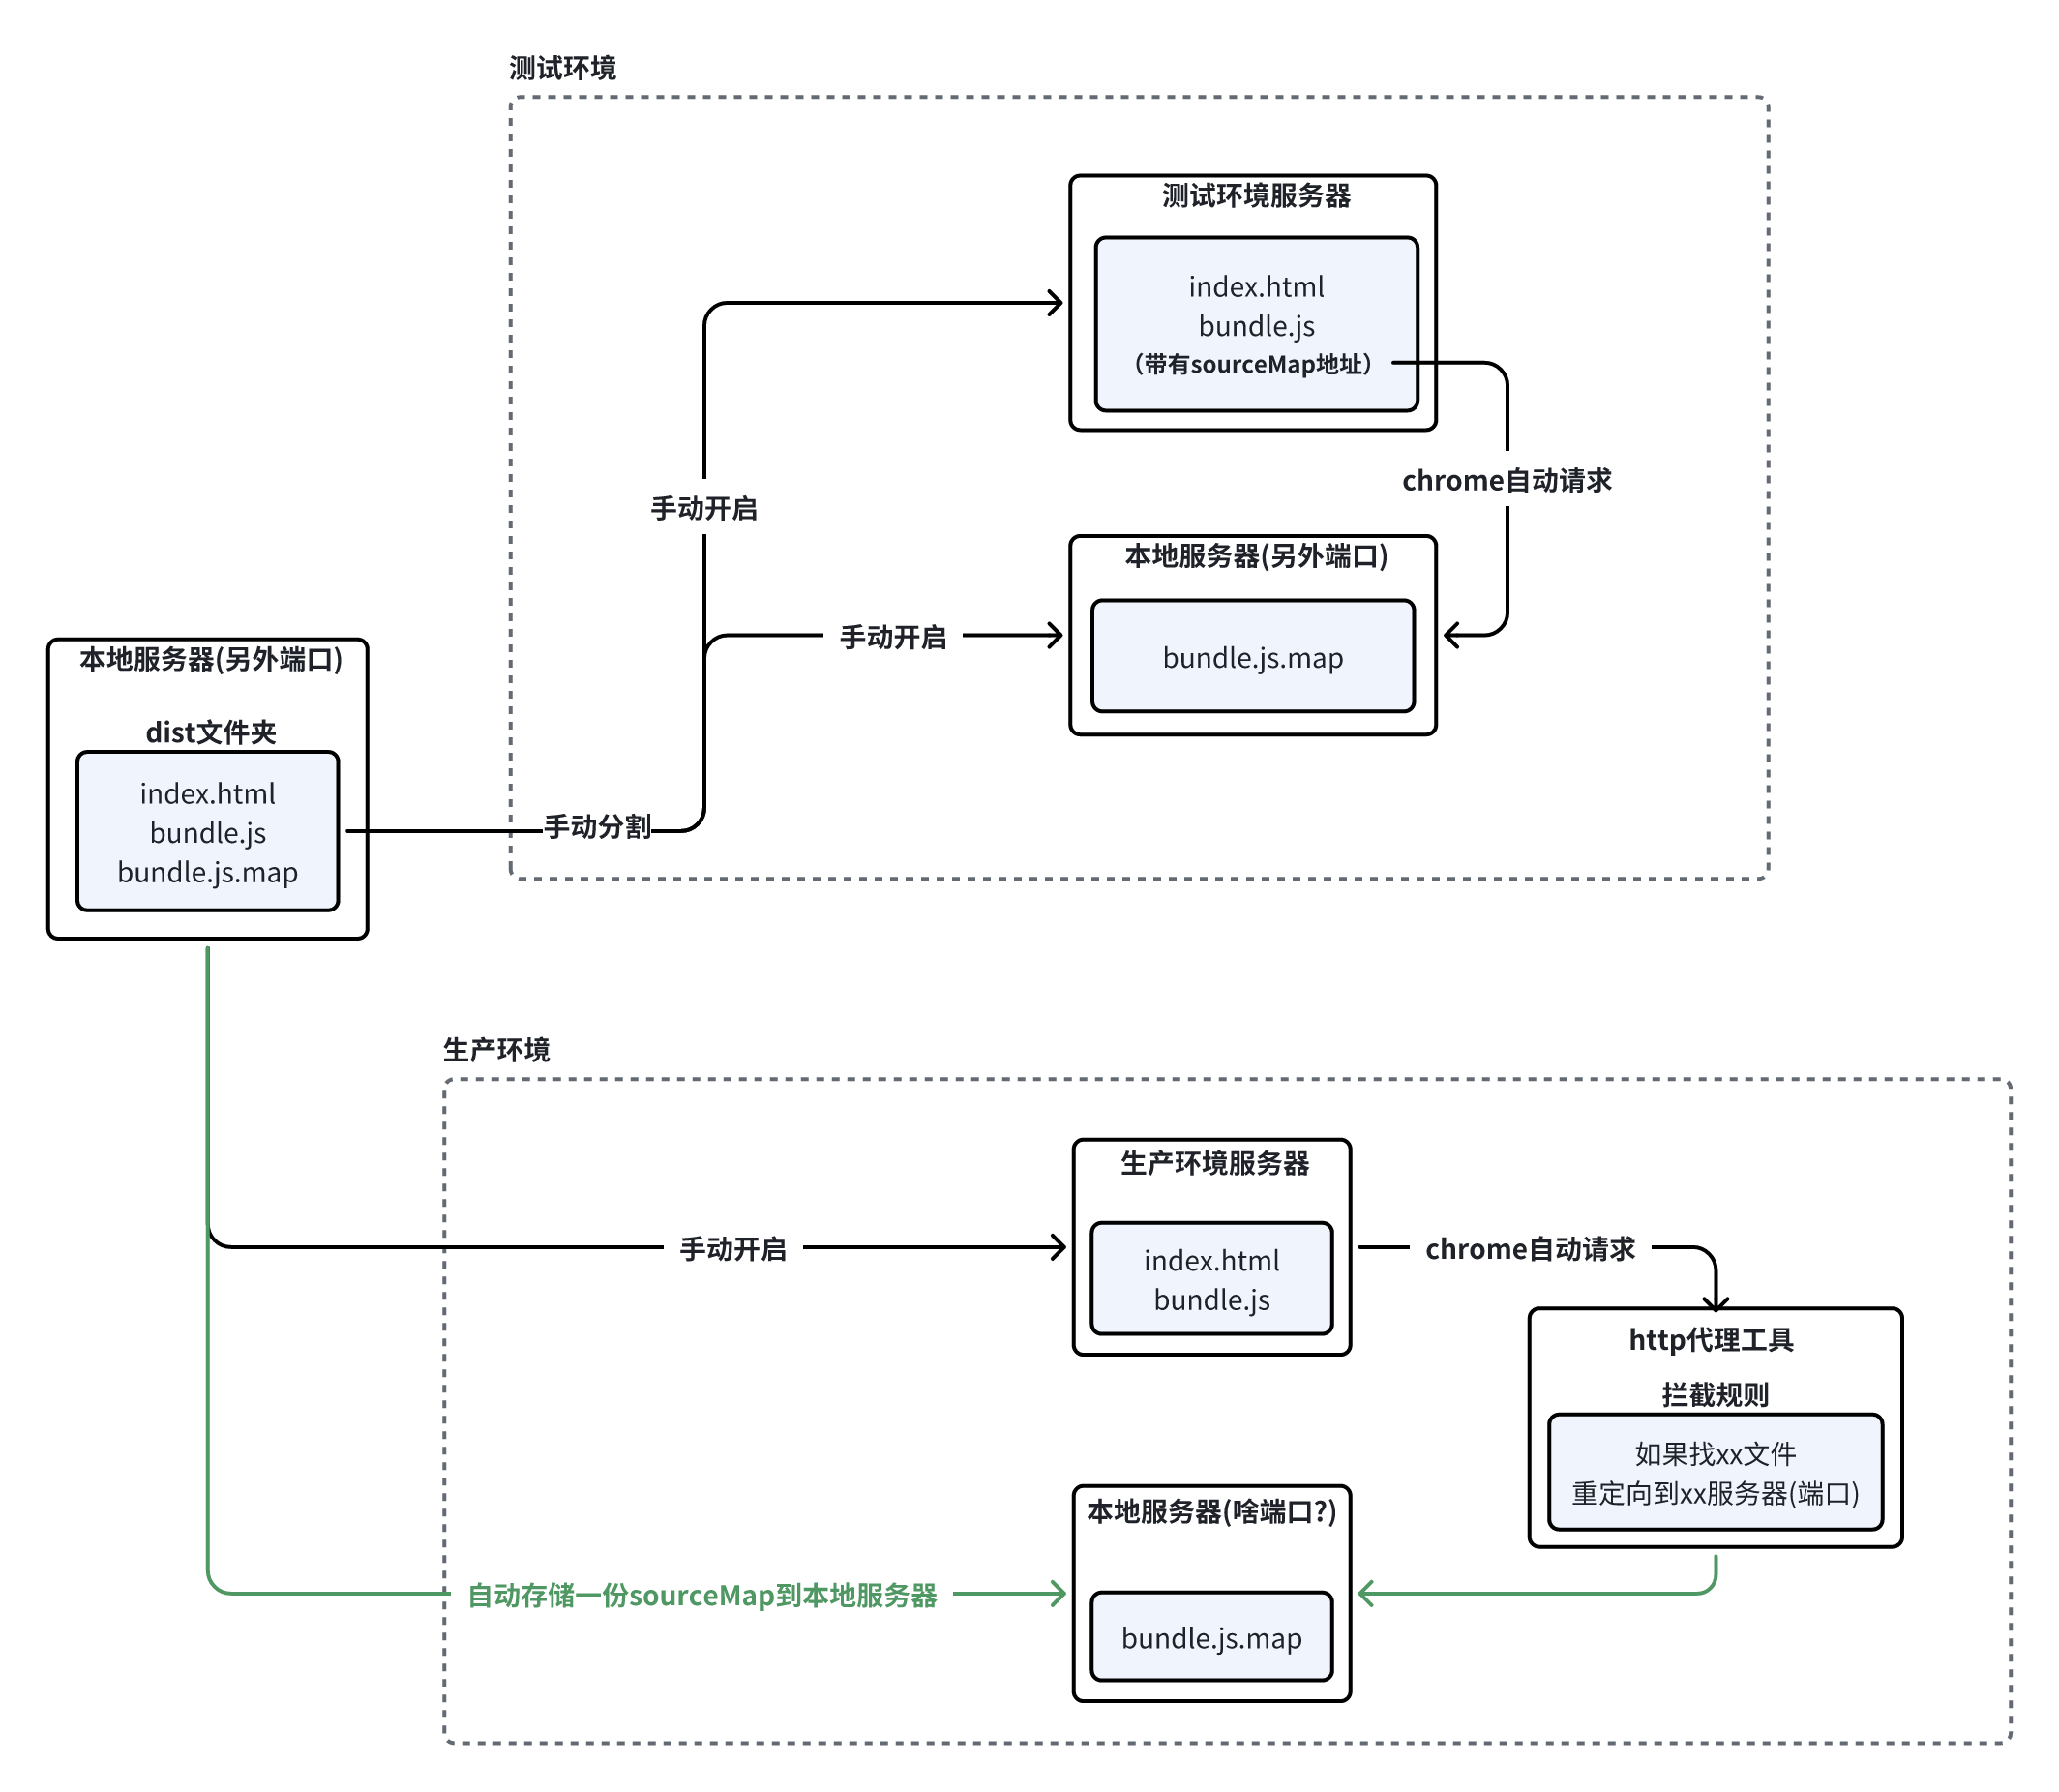 测试环境
测试环境服务器
index.html
bundle.js
（带有sourceMap地址）
chrome自动请求
手动开启
本地服务器(另外端口)
手动开启
bundle.js.map
本地服务器(另外端口)
dist文件夹
index.html
bundle.js
bundle.js.map
手动分割
生产环境
生产环境服务器
手动开启
index.html
bundle.js
chrome自动请求
http代理工具
拦截规则
如果找xx文件
重定向到xx服务器(端口)
本地服务器(啥端口?)
自动存储一份sourceMap到本地服务器
bundle.js.map